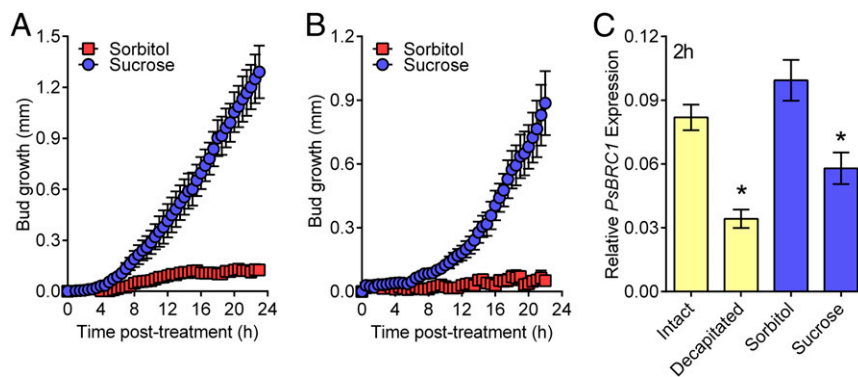 A
Sorbitol
Sucrose
Bud growth (mm)
1.5
1.2
0.9
0.6
0.3
0.0
0 4 8 12 16 20 24
Time post-treatment (h)
B
Sorbitol
Sucrose
Bud growth (mm)
1.2
0.9
0.6
0.3
0.0
0 4 8 12 16 20 24
Time post-treatment (h)
C
2h
Relative PsBRC1 Expression
0.12
0.09
0.06
0.03
0.00
*
*
Intact
Decapitated
Sorbitol
Sucrose